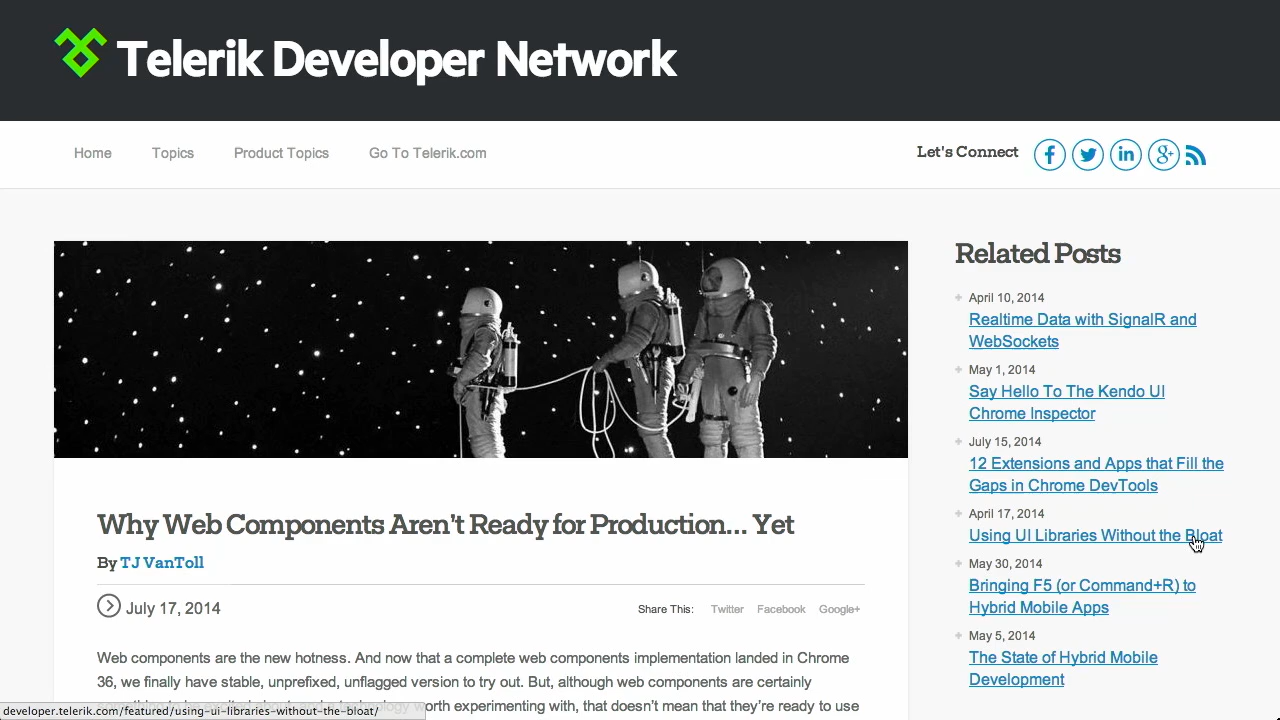 Telerik Developer Network
Home Topics Product Topics Go To Telerik.com
Let's Connect
Why Web Components Aren't Ready for Production... Yet
By TJ VanToll
July 17, 2014
Share This: Twitter Facebook Google+
Web components are the new hotness. And now that a complete web components implementation landed in Chrome
36, we finally have stable, unprefixed, unflagged version to try out. But, although web components are certainly
worth experimenting with, that doesn't mean that they're ready to use
developer.telerik.com/featured/using-ui-libraries-without-the-bloat/
Related Posts
April 10, 2014
Realtime Data with SignalR and
WebSockets
May 1, 2014
Say Hello To The Kendo UI
Chrome Inspector
July 15, 2014
12 Extensions and Apps that Fill the
Gaps in Chrome DevTools
April 17, 2014
Using UI Libraries Without the Bloat
May 30, 2014
Bringing F5 (or Command+R) to
Hybrid Mobile Apps
May 5, 2014
The State of Hybrid Mobile
Development